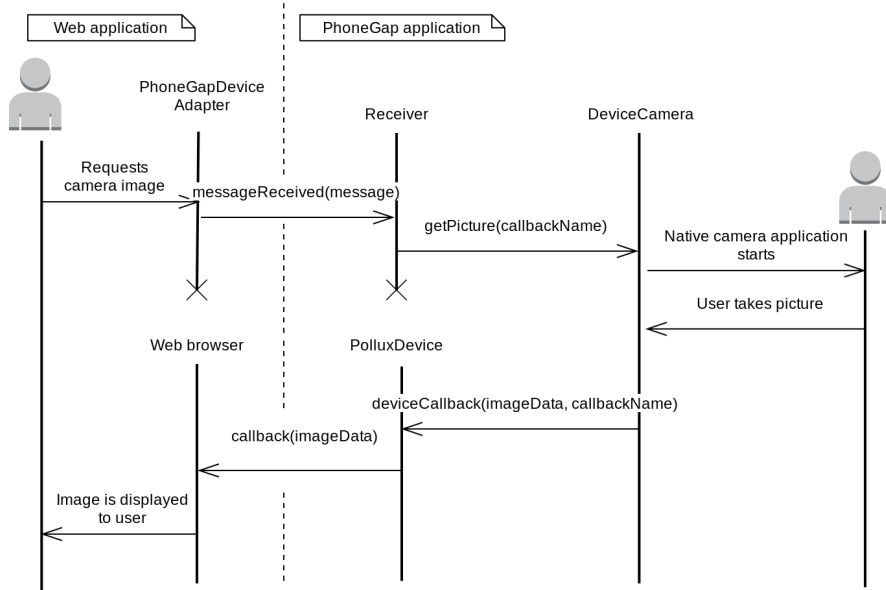 Web application
PhoneGap application
PhoneGapDevice
Adapter
Receiver
DeviceCamera
Requests
camera image
messageReceived(message)
getPicture(callbackName)
Native camera application
starts
User takes picture
Web browser
PolluxDevice
deviceCallback(imageData, callbackName)
callback(imageData)
Image is displayed
to user